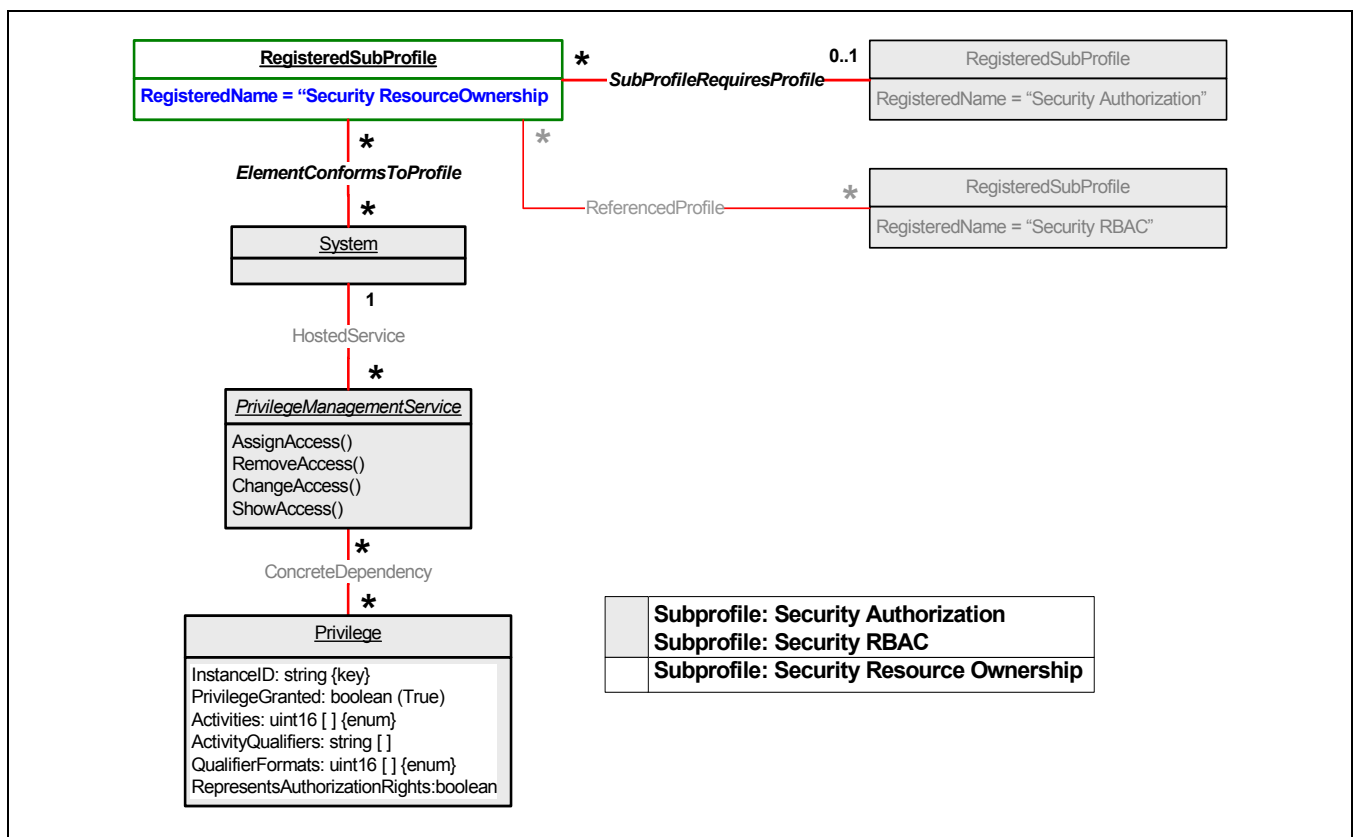 RegisteredSubProfile
RegisteredName = “Security ResourceOwnership
*
SubProfileRequiresProfile
0..1
RegisteredSubProfile
RegisteredName = “Security Authorization”
*
ReferencedProfile
*
RegisteredSubProfile
RegisteredName = “Security RBAC”
*
ElementConformsToProfile
*
System
1
HostedService
*
PrivilegeManagementService
AssignAccess()
RemoveAccess()
ChangeAccess()
ShowAccess()
*
ConcreteDependency
*
Privilege
InstanceID: string {key}
PrivilegeGranted: boolean (True)
Activities: uint16 [ ] {enum}
ActivityQualifiers: string [ ]
QualifierFormats: uint16 [ ] {enum}
RepresentsAuthorizationRights:boolean
Subprofile: Security Authorization
Subprofile: Security RBAC
Subprofile: Security Resource Ownership